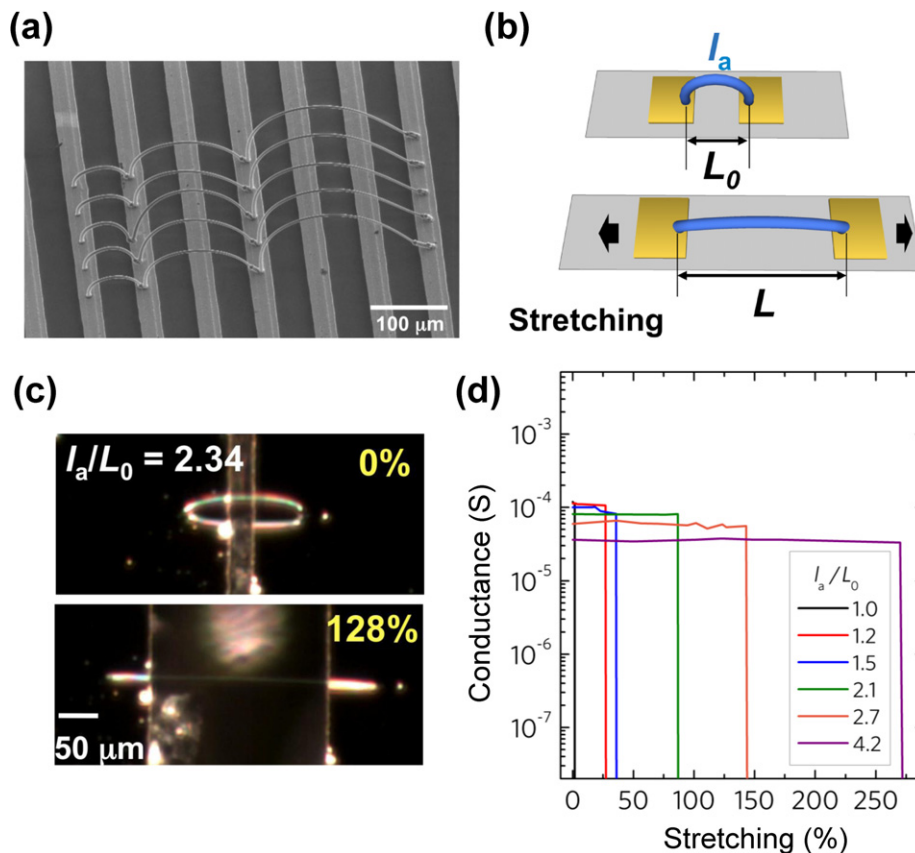 (a)
100 μm
(b)
la
L0
L
Stretching
(c)
la/L0 = 2.34
0%
128%
50 μm
(d)
Conductance (S)
10⁻³
10⁻⁴
10⁻⁵
10⁻⁶
10⁻⁷
0 50 100 150 200 250
Stretching (%)
la/L0
1.0
1.2
1.5
2.1
2.7
4.2